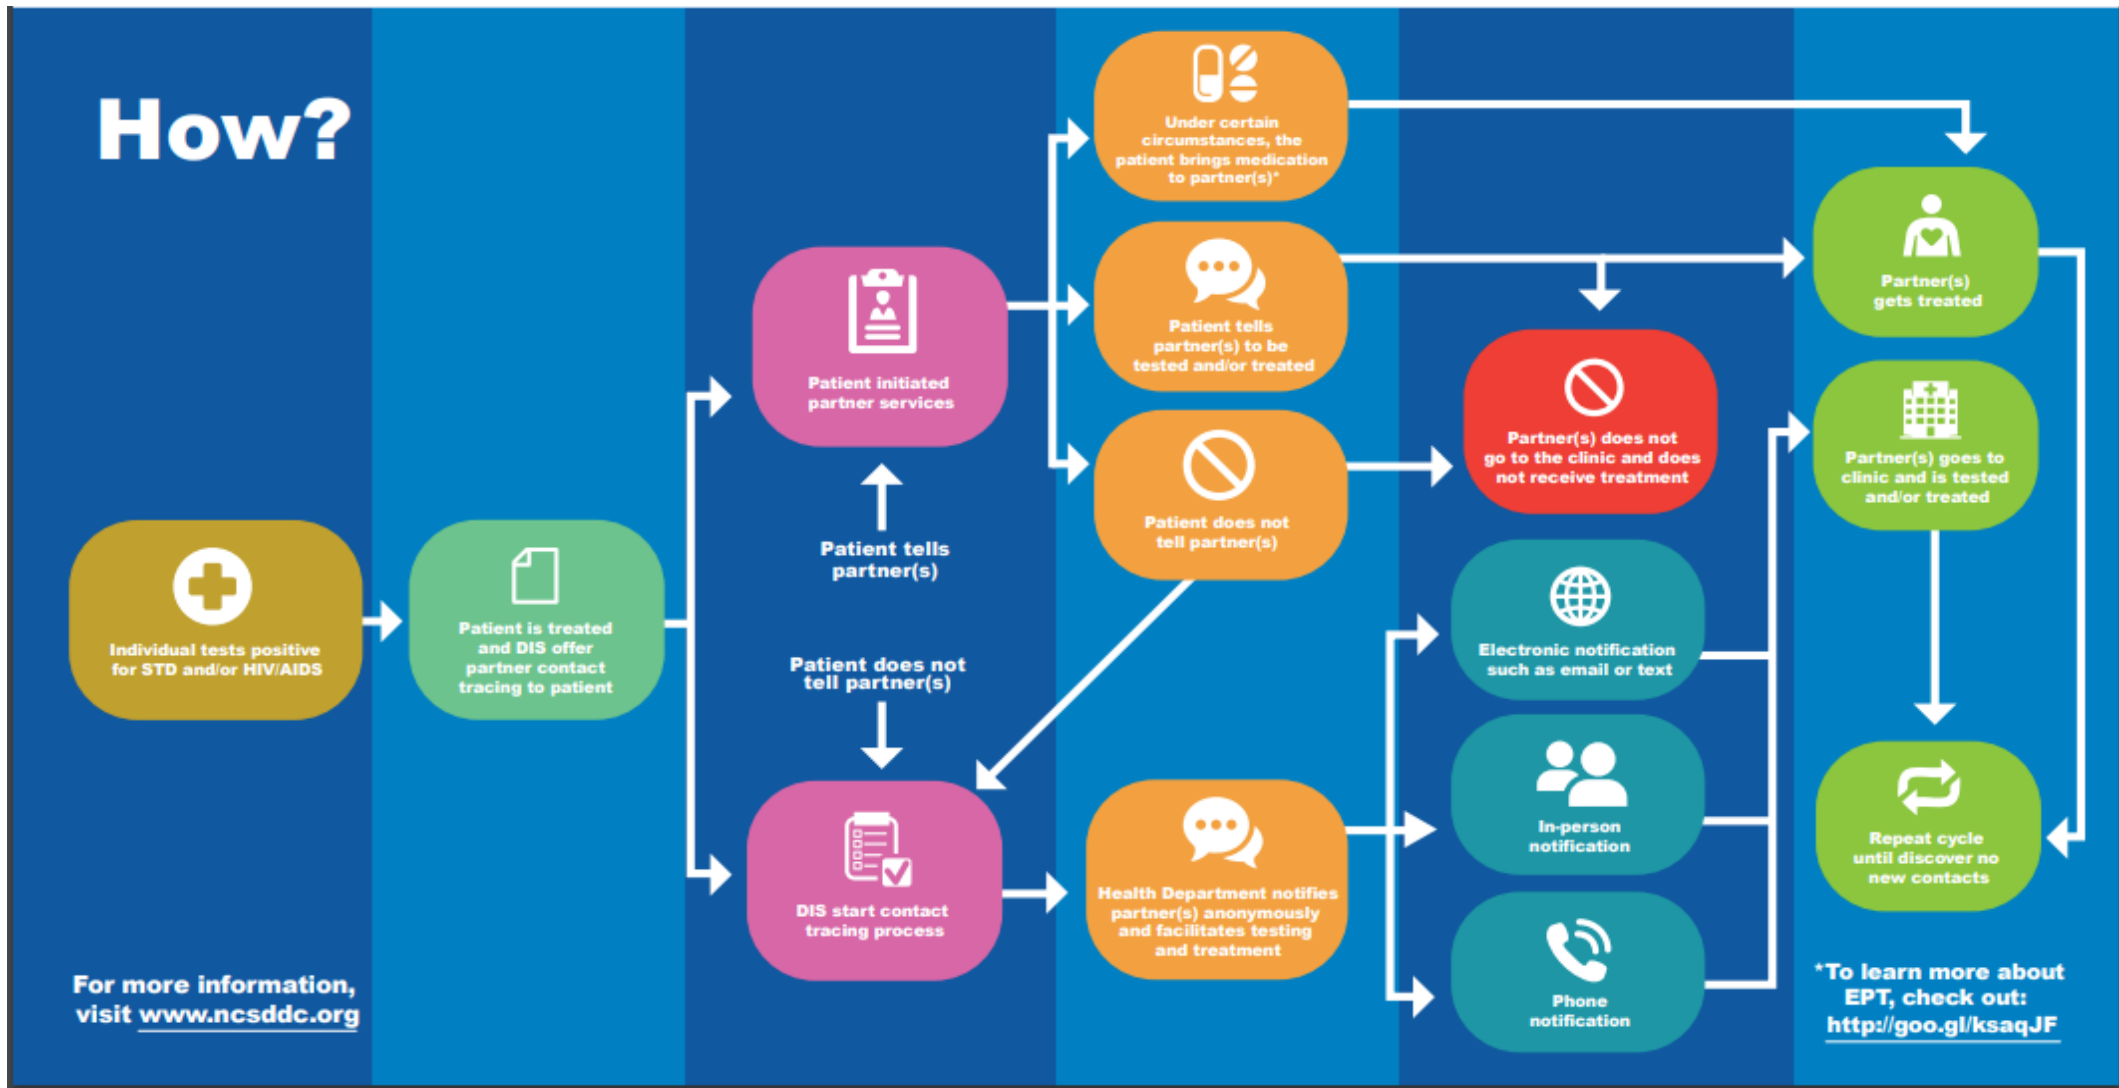 How?
Individual tests positive
for STD and/or HIV/AIDS
For more information,
visit www.ncsddc.org
Patient is treated
and DIS offer
partner contact
tracing to patient
Patient initiated
partner services
Patient tells
partner(s)
Patient does not
tell partner(s)
DIS start contact
tracing process
Under certain
circumstances, the
patient brings medication
to partner(s)*
Patient tells
partner(s) to be
tested and/or treated
Patient does not
tell partner(s)
Health Department notifies
partner(s) anonymously
and facilitates testing
and treatment
Partner(s) does not
go to the clinic and does
not receive treatment
Electronic notification
such as email or text
In-person
notification
Phone
notification
Partner(s)
gets treated
Partner(s) goes to
clinic and is tested
and/or treated
Repeat cycle
until discover no
new contacts
*To learn more about
EPT, check out:
http://goo.gl/ksaqJF